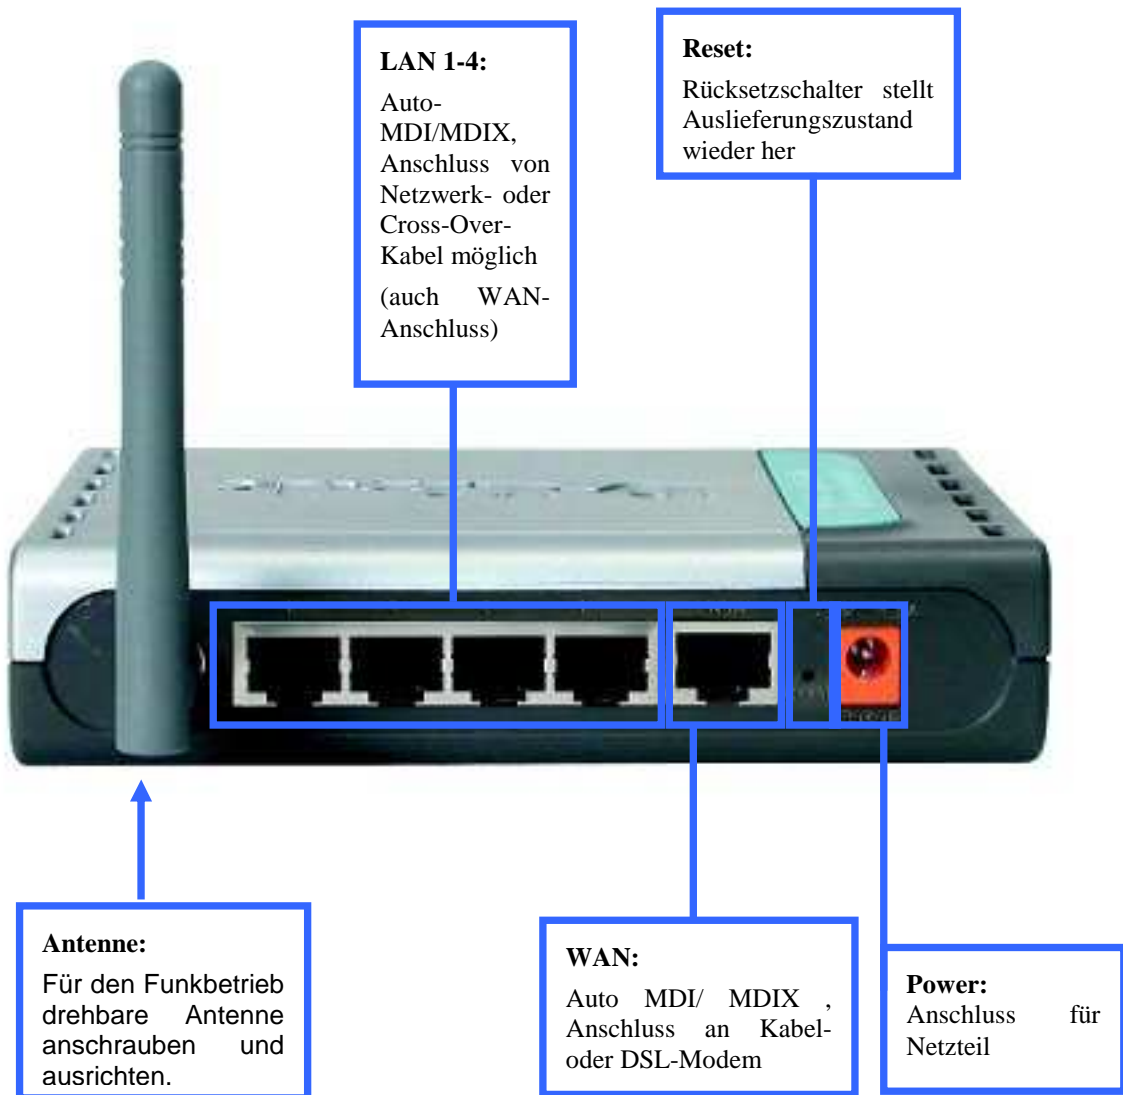 LAN 1-4:
Auto-
MDI/MDIX,
Anschluss von
Netzwerk- oder
Cross-Over-
Kabel möglich
(auch WAN-
Anschluss)
Reset:
Rücksetzschalter stellt
Auslieferungszustand
wieder her
Antenne:
Für den Funkbetrieb
drehbare Antenne
anschrauben und
ausrichten.
WAN:
Auto MDI/ MDIX ,
Anschluss an Kabel-
oder DSL-Modem
Power:
Anschluss für
Netzteil